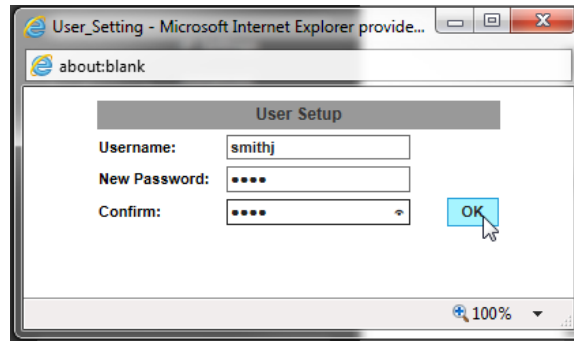 User_Setting - Microsoft Internet Explorer provide...
about:blank
User Setup
Username: smithj
New Password: ••••
Confirm: •••• OK
100%